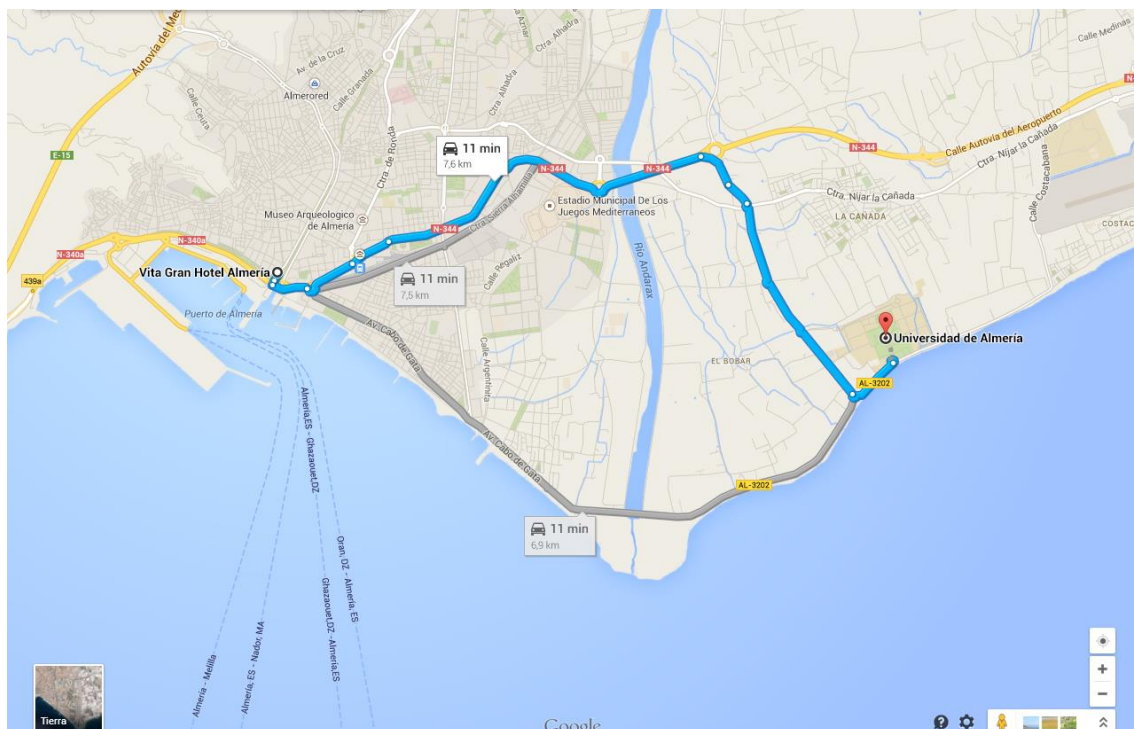 Autovía del Med
Av. de la Cruz
Ctra. Alhadra
Calle Medinas
Almerored
Calle Granada
Calle Ceuta
Ctra. Alhadra
E-15
Ctra. de Ronda
11 min
7,6 km
N-344
N-344
N-344
N-344
Calle Autovía del Aeropuerto
Ctra. Níjar la Cañada
Calle Costacabana
Ctra. Sierra Alhamilla
Estadio Municipal De Los
Juegos Mediterraneos
Ctra. Níjar la Cañada
LA CAÑADA
COSTAC
Museo Arqueologico
de Almería
N-344
N-340a
N-340a
439a
Vita Gran Hotel Almería
11 min
7,5 km
Calle Regaliz
Río Andarax
Puerto de Almería
Av. Cabo de Gata
Calle Argentinita
EL BOBAR
Universidad de Almería
AL-3202
Almería,ES - Ghazaouet,DZ
Av. Cabo de Gata
AL-3202
11 min
6,9 km
Oran, DZ - Almería, ES
Ghazaouet,DZ - Almería,ES
Almería, ES - Nador, MA
Almería - Melilla
Tierra
Google